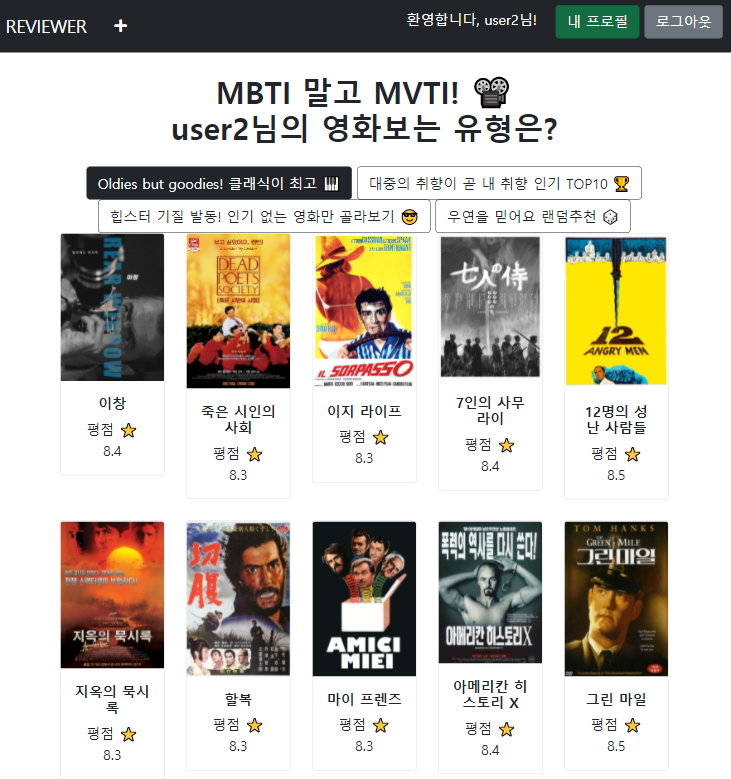 REVIEWER + 환영합니다, user2님! 내 프로필 로그아웃
MBTI 말고 MVTI! 🎥
user2님의 영화보는 유형은?
Oldies but goodies! 클래식이 최고 🎹 대중의 취향이 곧 내 취향 인기 TOP10 🏆
힙스터 기질 발동! 인기 없는 영화만 골라보기 😎 우연을 믿어요 랜덤추천 🎲
REAR WINDOW
이창
이창
평점 ⭐
8.4
DEAD
POETS
SOCIETY
죽은 시인의
사회
평점 ⭐
8.3
IL SORPASSO
이지 라이프
평점 ⭐
8.3
七人の侍
7인의 사무
라이
평점 ⭐
8.4
12
ANGRY MEN
12명의 성
난 사람들
평점 ⭐
8.5
지옥의 묵시록
지옥의 묵시
록
평점 ⭐
8.3
切腹
할복
평점 ⭐
8.3
AMICI
MIEI
마이 프렌즈
평점 ⭐
8.3
폭력의 역사를 다시 쓴다!
아메리칸 히스토리X
아메리칸 히
스토리 X
평점 ⭐
8.4
TOM HANKS
THE
GREEN MILE
그린마일
그린 마일
평점 ⭐
8.5